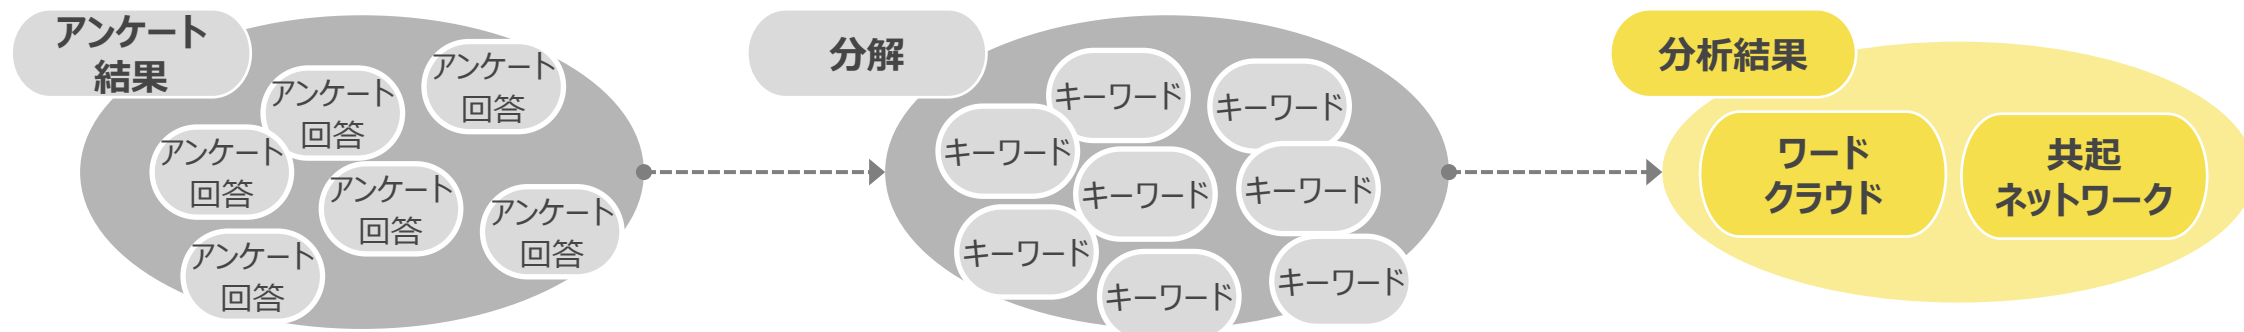 アンケート
結果
アンケート
回答
アンケート
回答
アンケート
回答
アンケート
回答
アンケート
回答
アンケート
回答
分解
キーワード
キーワード
キーワード
キーワード
キーワード
キーワード
キーワード
キーワード
分析結果
ワード
クラウド
共起
ネットワーク